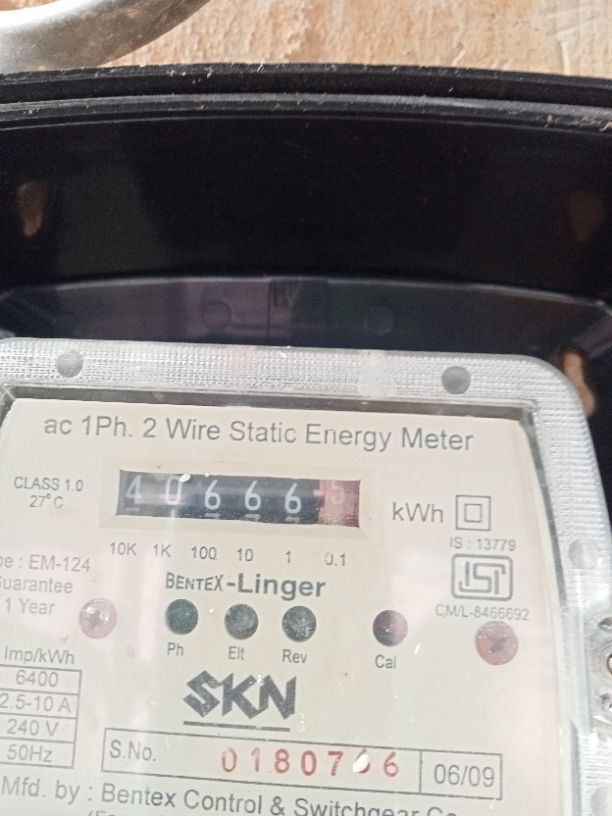 ac 1Ph. 2 Wire Static Energy Meter
CLASS 1.0
27°C
40666 5
kWh
IS : 13779
10K 1K 100 10 1 0.1
EM-124
BENTEX-Linger
CM/L-8466692
Guarantee
1 Year
Ph Elt Rev Cal
Imp/kWh
6400
2.5-10 A
240 V
50Hz
SKN
S.No.
06/09
Mfd. by : Bentex Control & Switchgear Co